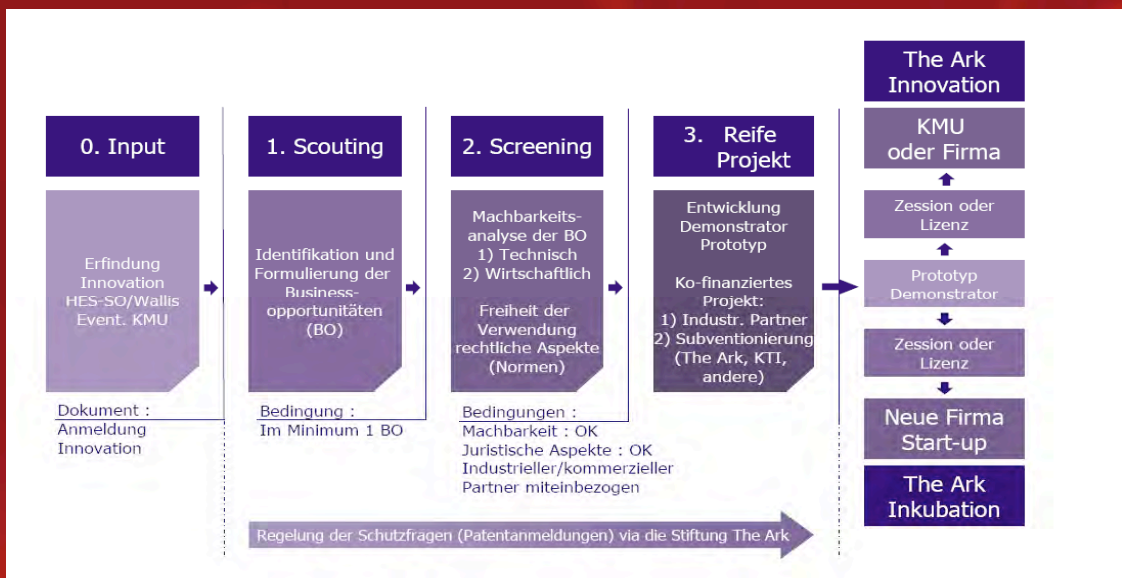 0. Input
Erfindung
Innovation
HES-SO/Wallis
Event. KMU
Dokument :
Anmeldung
Innovation
1. Scouting
Identifikation und
Formulierung der
Business-
opportunitäten
(BO)
Bedingung :
Im Minimum 1 BO
2. Screening
Machbarkeits-
analyse der BO
1) Technisch
2) Wirtschaftlich
Freiheit der
Verwendung
rechtliche Aspekte
(Normen)
Bedingungen :
Machbarkeit : OK
Juristische Aspekte : OK
Industrieller/kommerzieller
Partner miteinbezogen
3. Reife
Projekt
Entwicklung
Demonstrator
Prototyp
Ko-finanziertes
Projekt:
1) Industr. Partner
2) Subventionierung
(The Ark, KTI,
andere)
The Ark
Innovation
KMU
oder Firma
Zession oder
Lizenz
Prototyp
Demonstrator
Zession oder
Lizenz
Neue Firma
Start-up
The Ark
Inkubation
Regelung der Schutzfragen (Patentanmeldungen) via die Stiftung The Ark